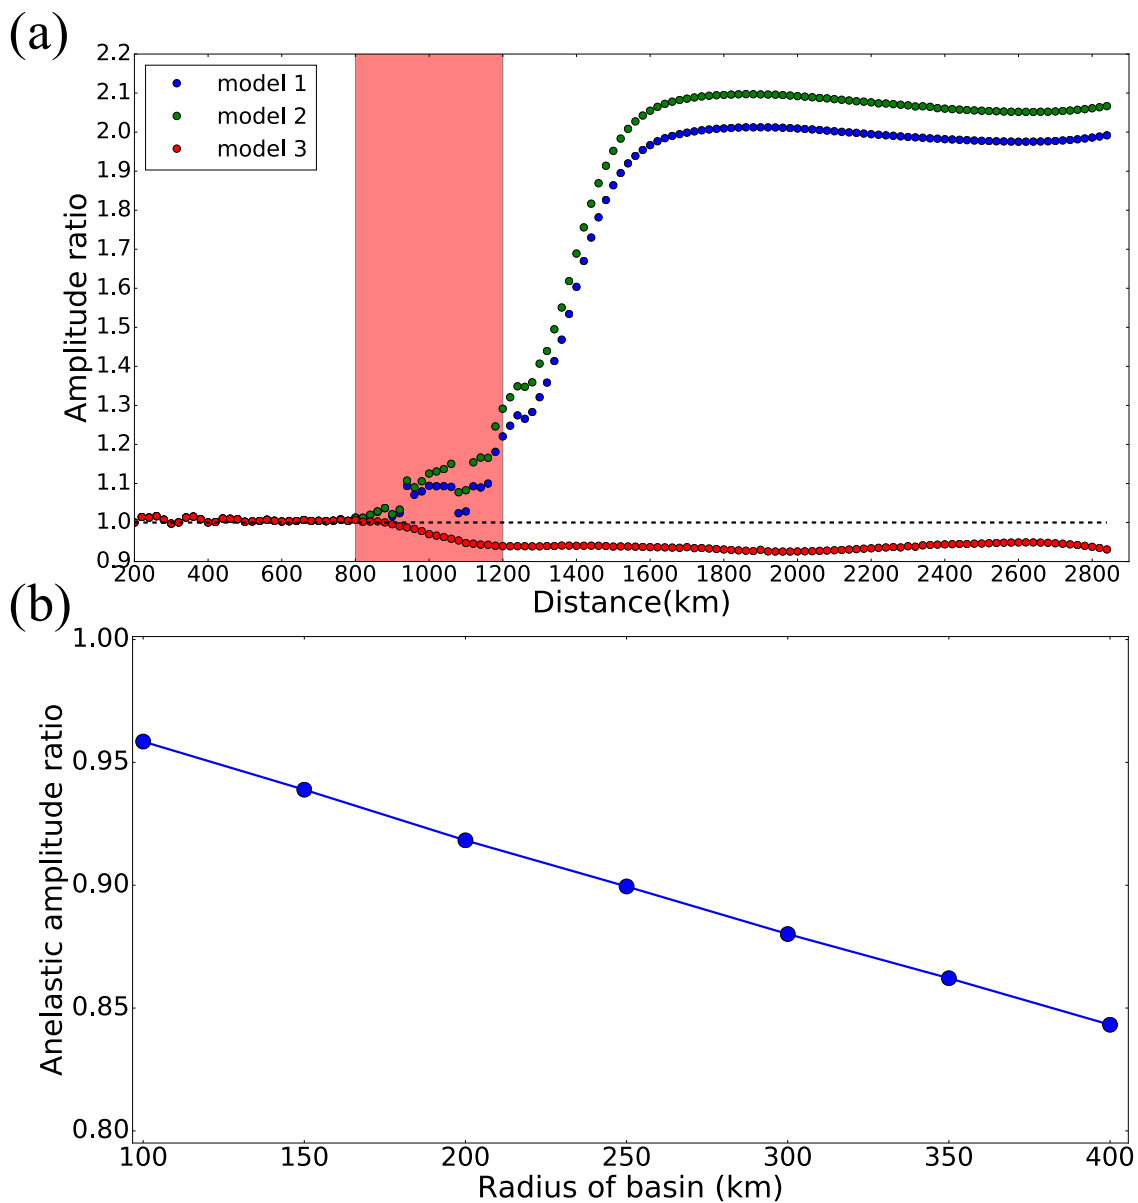 (a)
2.2
2.1
2.0
1.9
1.8
1.7
1.6
1.5
1.4
1.3
1.2
1.1
1.0
0.9
Amplitude ratio
model 1
model 2
model 3
200 400 600 800 1000 1200 1400 1600 1800 2000 2200 2400 2600 2800
Distance(km)
(b)
1.00
0.95
0.90
0.85
0.80
Anelastic amplitude ratio
100 150 200 250 300 350 400
Radius of basin (km)